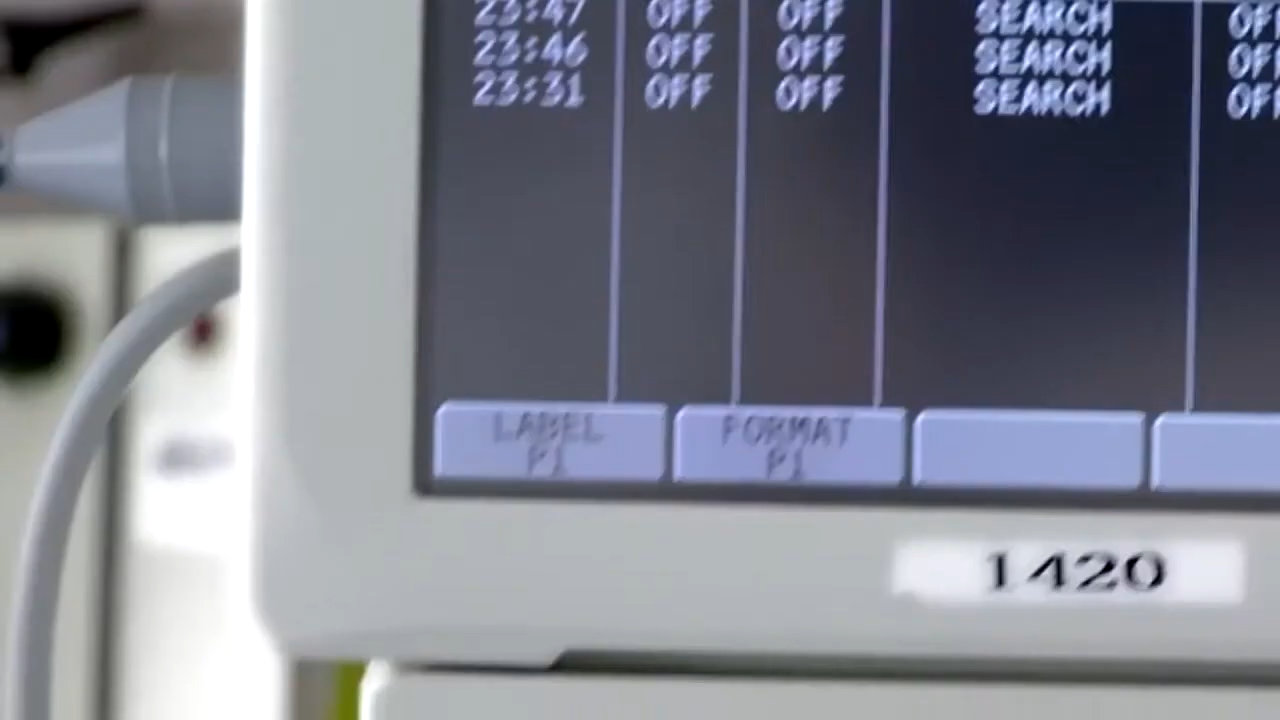 23:47 OFF OFF SEARCH OFF
23:46 OFF OFF SEARCH OFF
23:31 OFF OFF SEARCH OFF
LABEL FORMAT
P1 P1
1420